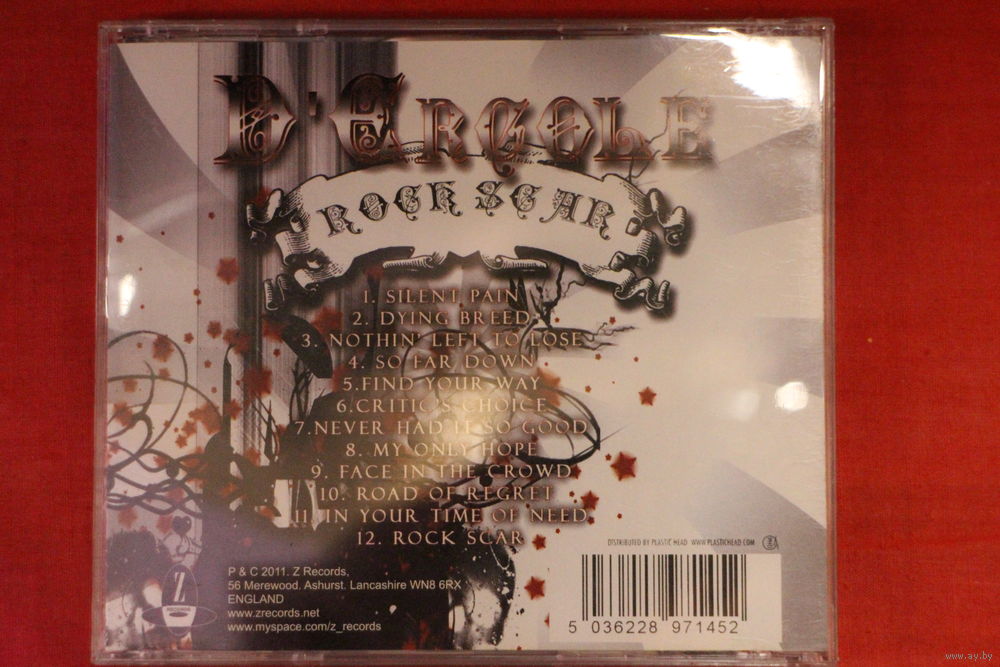 D'ERCOLE
ROCK SCAR
1. SILENT PAIN
2. DYING BREED
3. NOTHIN' LEFT TO LOSE
4. SO FAR DOWN
5.FIND YOUR WAY
6.CRITIC'S CHOICE
7.NEVER HAD IT SO GOOD
8. MY ONLY HOPE
9. FACE IN THE CROWD
10. ROAD OF REGRET
11. IN YOUR TIME OF NEED
12. ROCK SCAR
DISTRIBUTED BY PLASTIC HEAD WWW.PLASTICHEAD.COM
Z
RECORDS
P & C 2011. Z Records,
56 Merewood. Ashurst. Lancashire WN8 6RX
ENGLAND
www.zrecords.net
www.myspace.com/z_records
5 036228 971452
www.ay.by